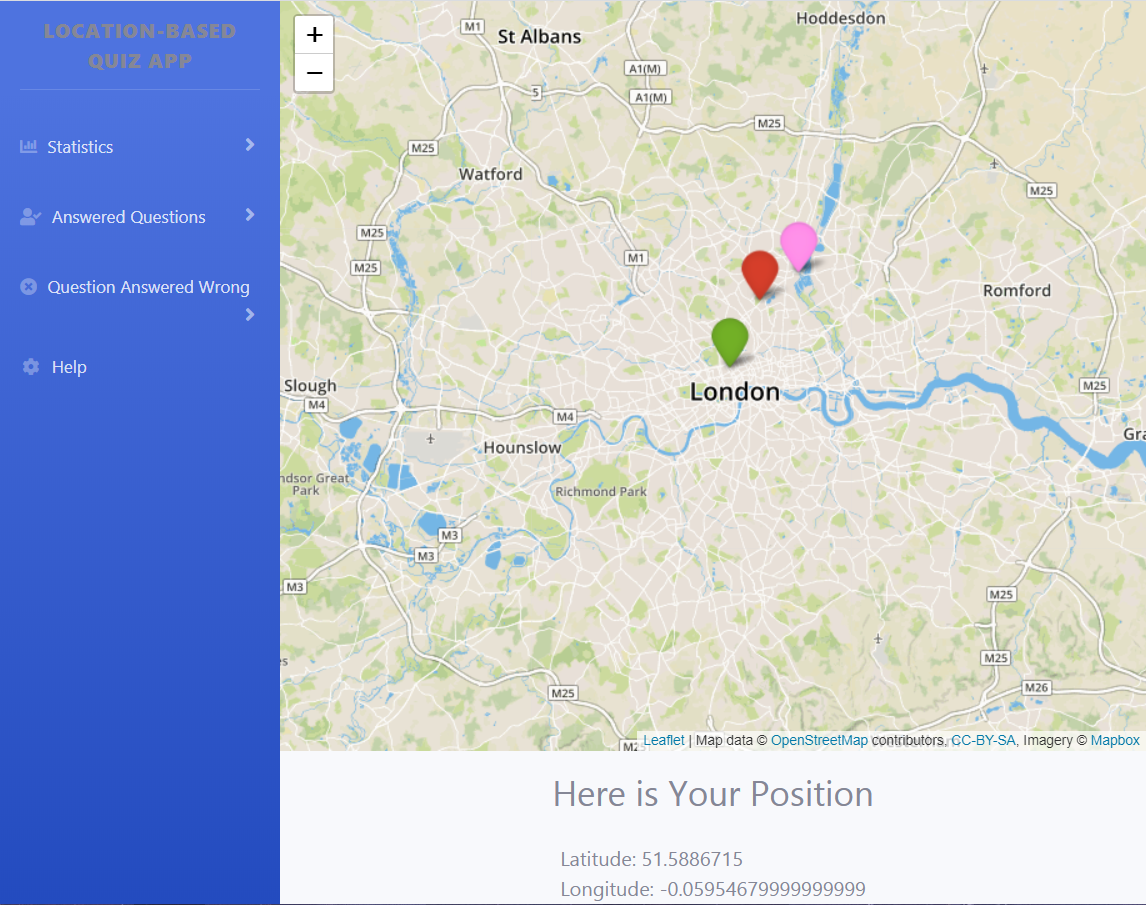 LOCATION-BASED
QUIZ APP
Statistics
Answered Questions
Question Answered Wrong
Help
+
−
Hoddesdon
M1
St Albans
A1(M)
5
A1(M)
M25
M25
Watford
M25
M25
M1
M25
Romford
Slough
M4
London
M25
M4
Hounslow
Gra
ndsor Great
Park
Richmond Park
M3
M3
M3
M25
es
M25
M26
M25
M2
Leaflet | Map data © OpenStreetMap contributors, CC-BY-SA, Imagery © Mapbox
Here is Your Position
Latitude: 51.5886715
Longitude: -0.05954679999999999